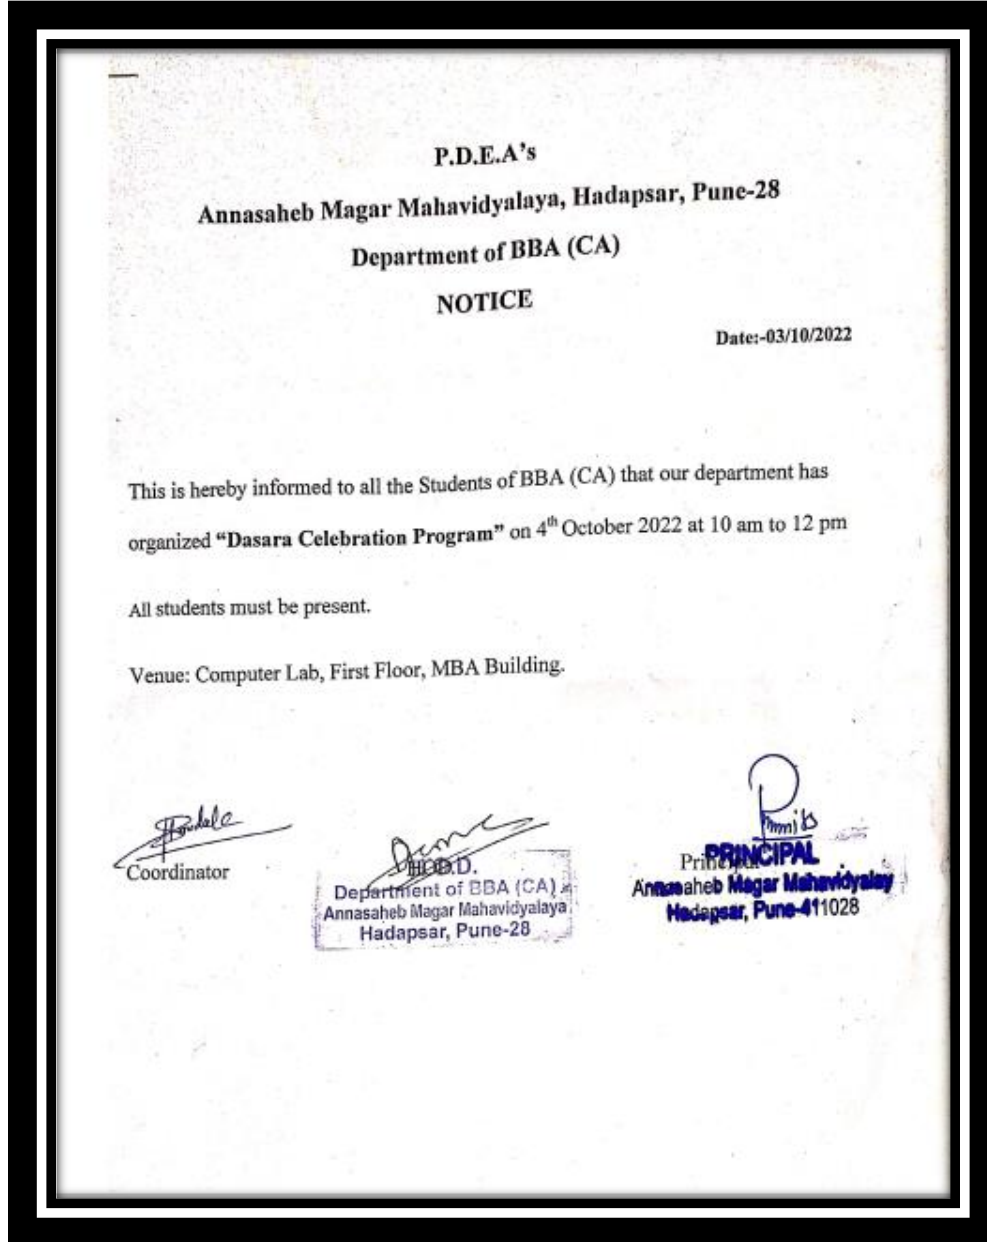 P.D.E.A's
Annasaheb Magar Mahavidyalaya, Hadapsar, Pune-28
Department of BBA (CA)
NOTICE
Date:-03/10/2022
This is hereby informed to all the Students of BBA (CA) that our department has
organized “Dasara Celebration Program” on 4th October 2022 at 10 am to 12 pm
All students must be present.
Venue: Computer Lab, First Floor, MBA Building.
Coordinator
H.O.D.
Department of BBA (CA)
Annasaheb Magar Mahavidyalaya
Hadapsar, Pune-28
Principal
PRINCIPAL
Annasaheb Magar Mahavidyalay
Hadapsar, Pune-411028